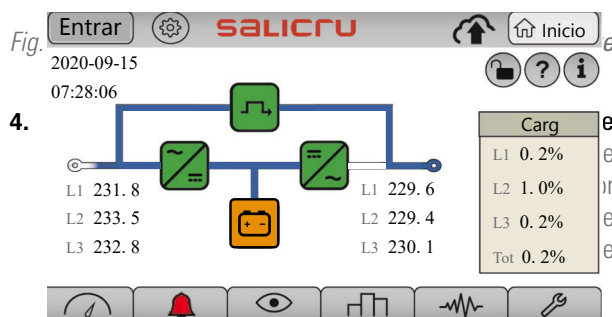 Fig.
Entrar SALICRU Inicio
2020-09-15
07:28:06
4.
Carg
L1 0.2%
L2 1.0%
L3 0.2%
Tot 0.2%
L1 231.8
L2 233.5
L3 232.8
L1 229.6
L2 229.4
L3 230.1